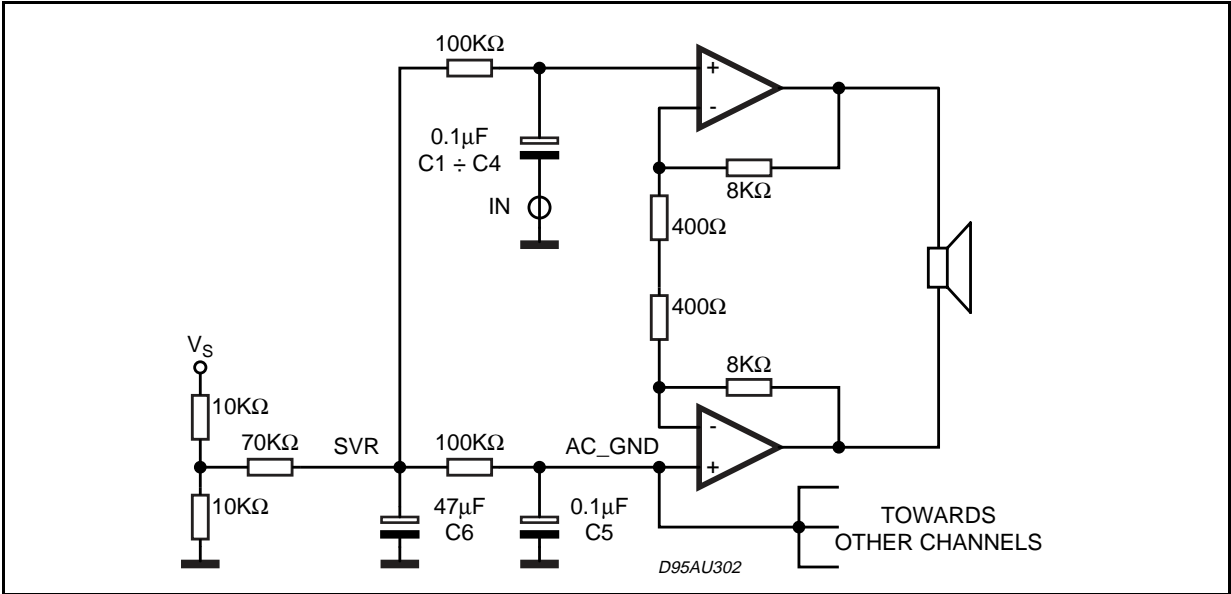 100KΩ
+
-
0.1µF
C1 ÷ C4
8KΩ
IN
400Ω
400Ω
V_S
8KΩ
10KΩ
70KΩ
SVR
100KΩ
AC_GND
-
+
10KΩ
47µF
C6
0.1µF
C5
TOWARDS
OTHER CHANNELS
D95AU302